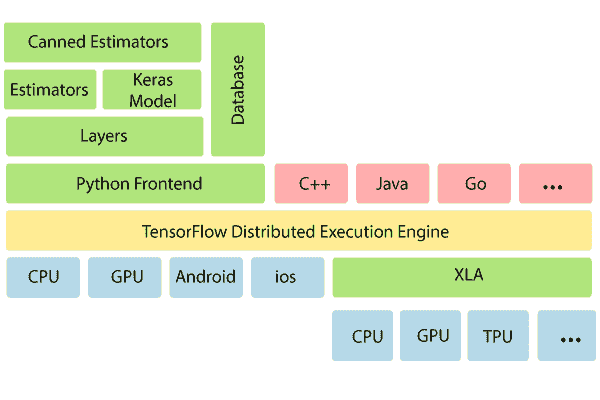 Canned Estimators
Database
Estimators
Keras
Model
Layers
Python Frontend
C++
Java
Go
...
TensorFlow Distributed Execution Engine
CPU
GPU
Android
ios
XLA
CPU
GPU
TPU
...